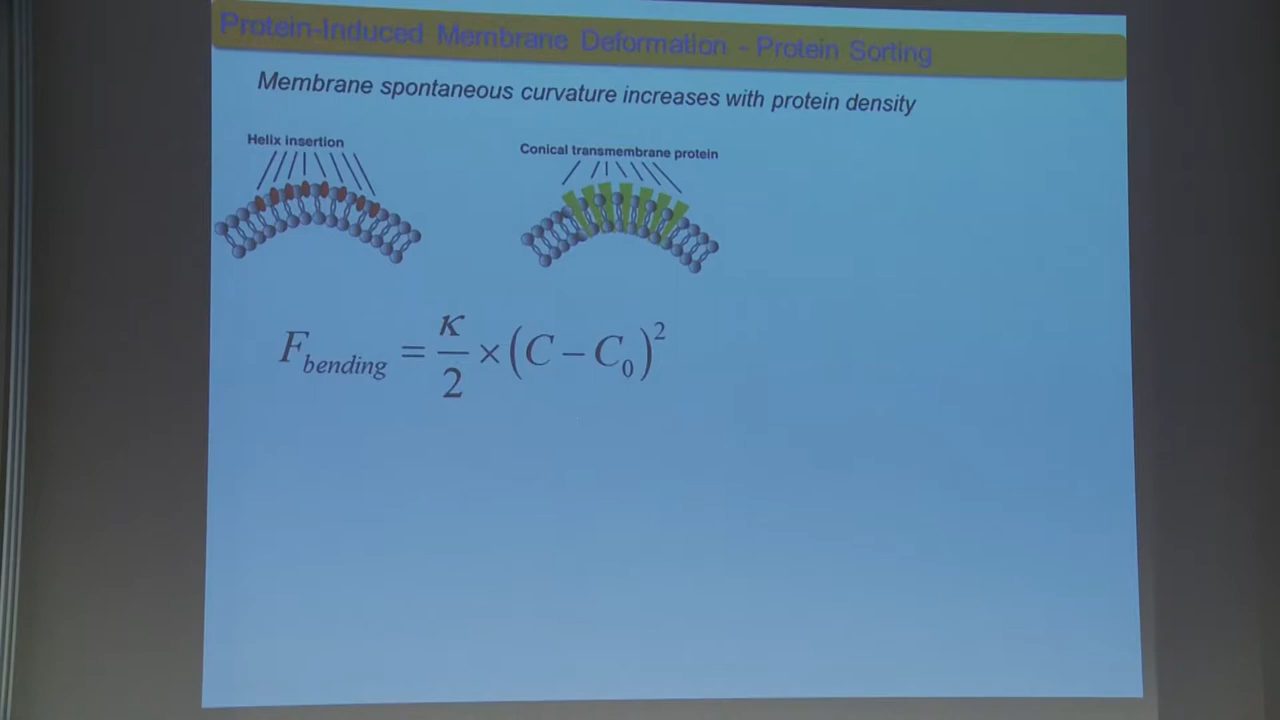 Protein-Induced Membrane Deformation - Protein Sorting
Membrane spontaneous curvature increases with protein density
Helix insertion
Conical transmembrane protein
F_bending = κ/2 × (C − C₀)²